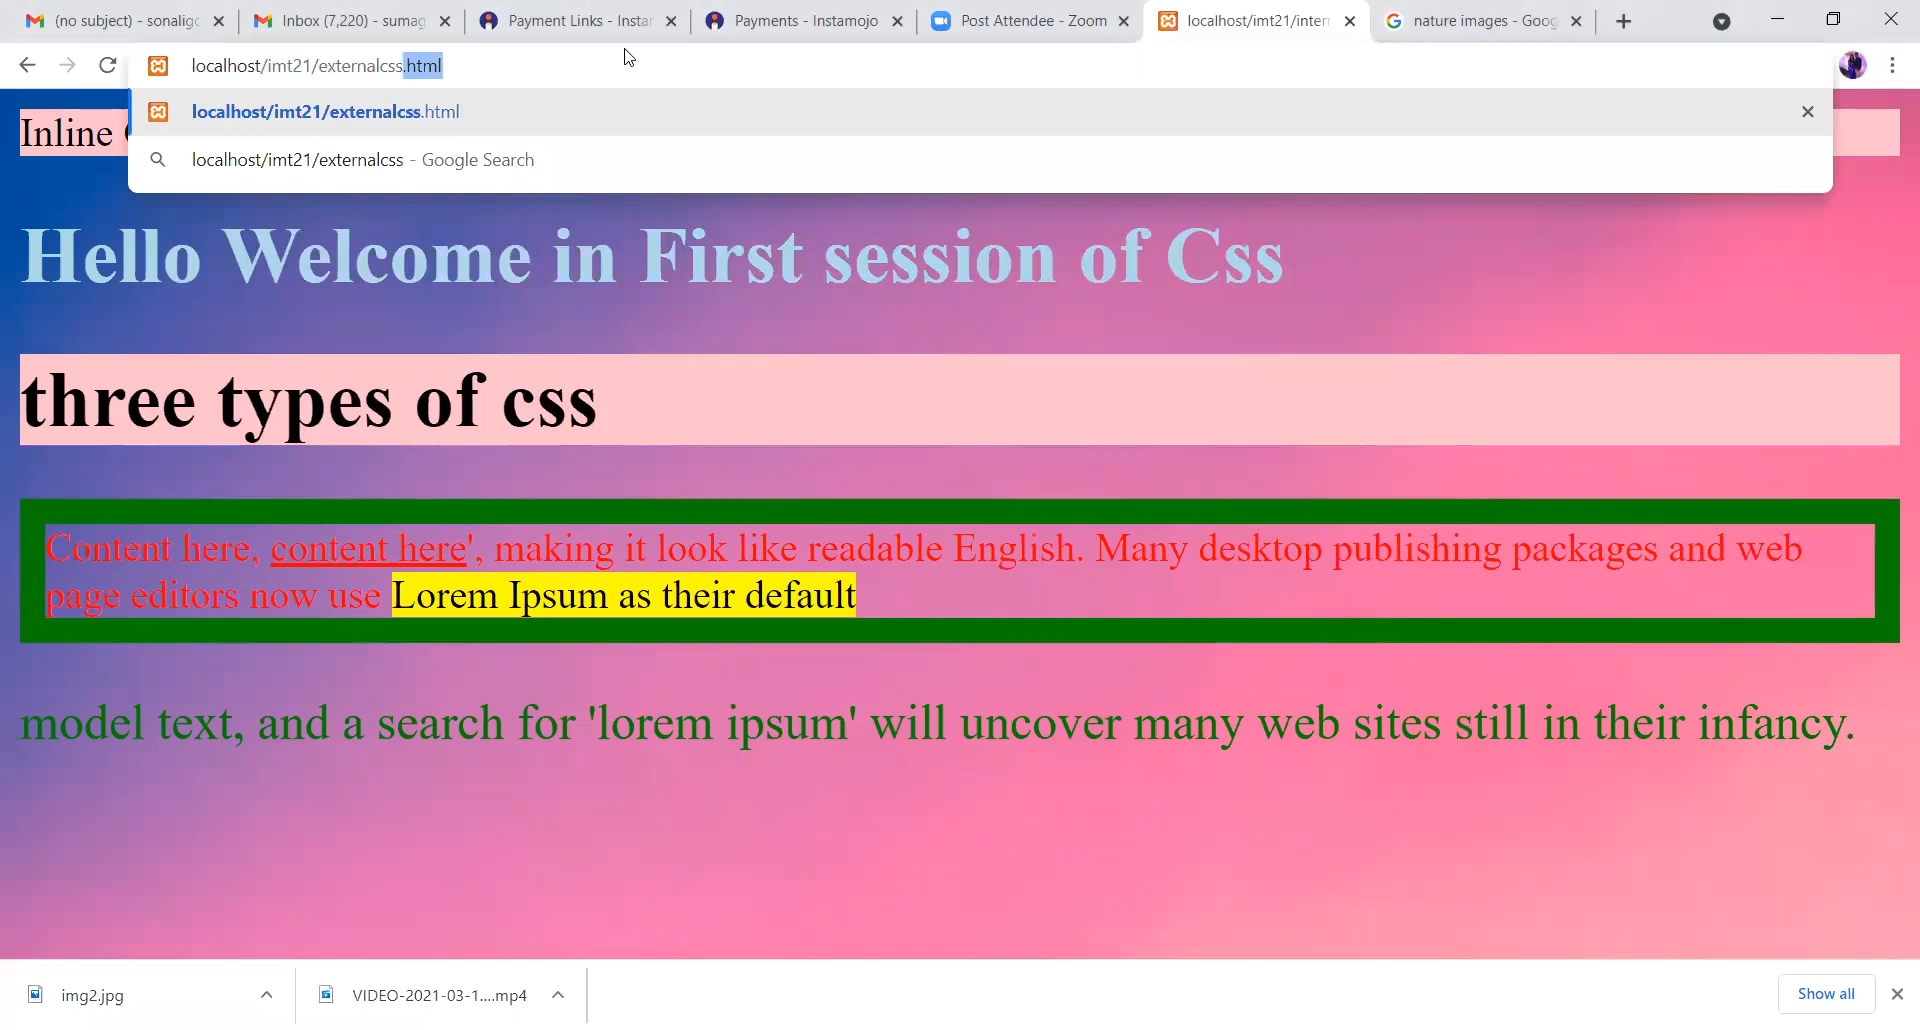 (no subject) - sonaligo
Inbox (7,220) - sumag
Payment Links - Instar
Payments - Instamojo
Post Attendee - Zoom
localhost/imt21/inter
nature images - Goog
localhost/imt21/externalcss.html
localhost/imt21/externalcss.html
localhost/imt21/externalcss - Google Search
Inline
Hello Welcome in First session of Css
three types of css
Content here, content here', making it look like readable English. Many desktop publishing packages and web
page editors now use Lorem Ipsum as their default
model text, and a search for 'lorem ipsum' will uncover many web sites still in their infancy.
img2.jpg
VIDEO-2021-03-1....mp4
Show all